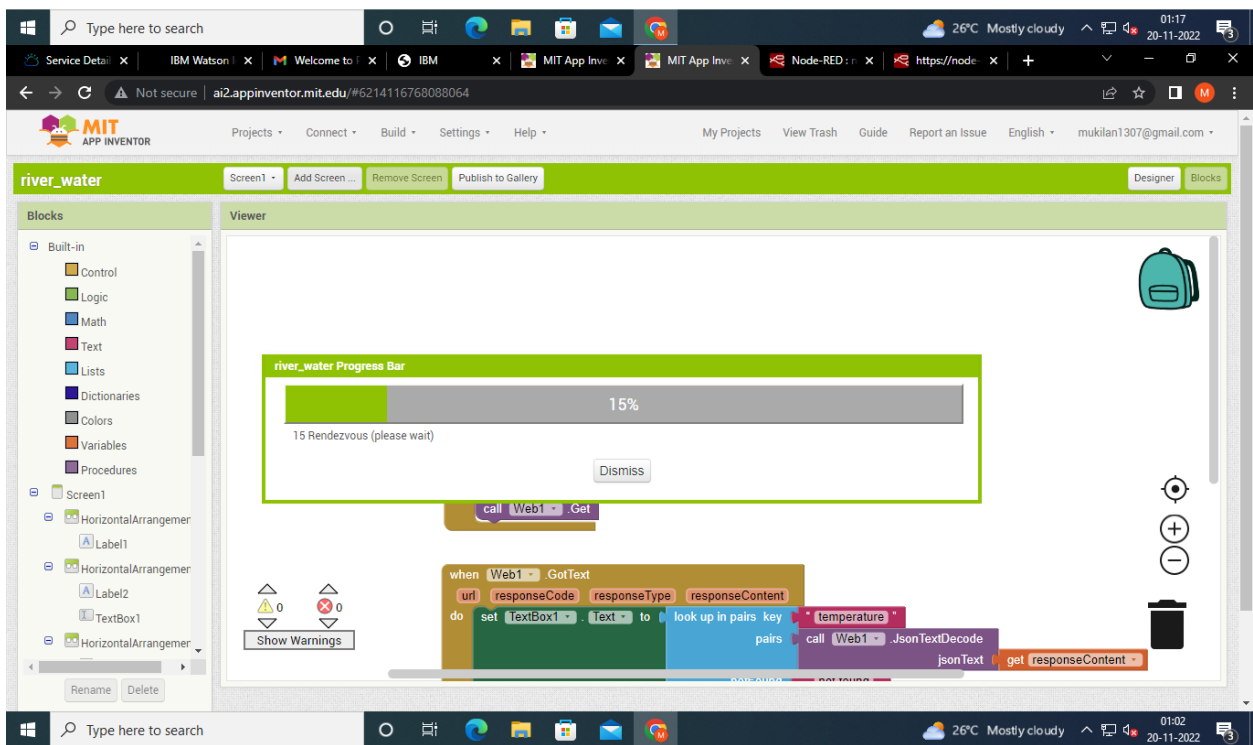 Type here to search
26°C Mostly cloudy
01:17
20-11-2022
3
Service Detail
IBM Watson
Welcome to
IBM
MIT App Inve
MIT App Inve
Node-RED : n
https://node-
Not secure | ai2.appinventor.mit.edu/#6214116768088064
M
MIT
APP INVENTOR
Projects
Connect
Build
Settings
Help
My Projects
View Trash
Guide
Report an Issue
English
mukilan1307@gmail.com
river_water
Screen1
Add Screen ...
Remove Screen
Publish to Gallery
Designer
Blocks
Blocks
Viewer
Built-in
Control
Logic
Math
Text
Lists
Dictionaries
Colors
Variables
Procedures
Screen1
HorizontalArrangemen
Label1
HorizontalArrangemen
Label2
TextBox1
HorizontalArrangemen
Rename
Delete
river_water Progress Bar
15%
15 Rendezvous (please wait)
Dismiss
call Web1 .Get
when Web1 .GotText
url responseCode responseType responseContent
do set TextBox1 . Text to look up in pairs key " temperature "
pairs call Web1 .JsonTextDecode
jsonText get responseContent
0
0
Show Warnings
Type here to search
26°C Mostly cloudy
01:02
20-11-2022
3